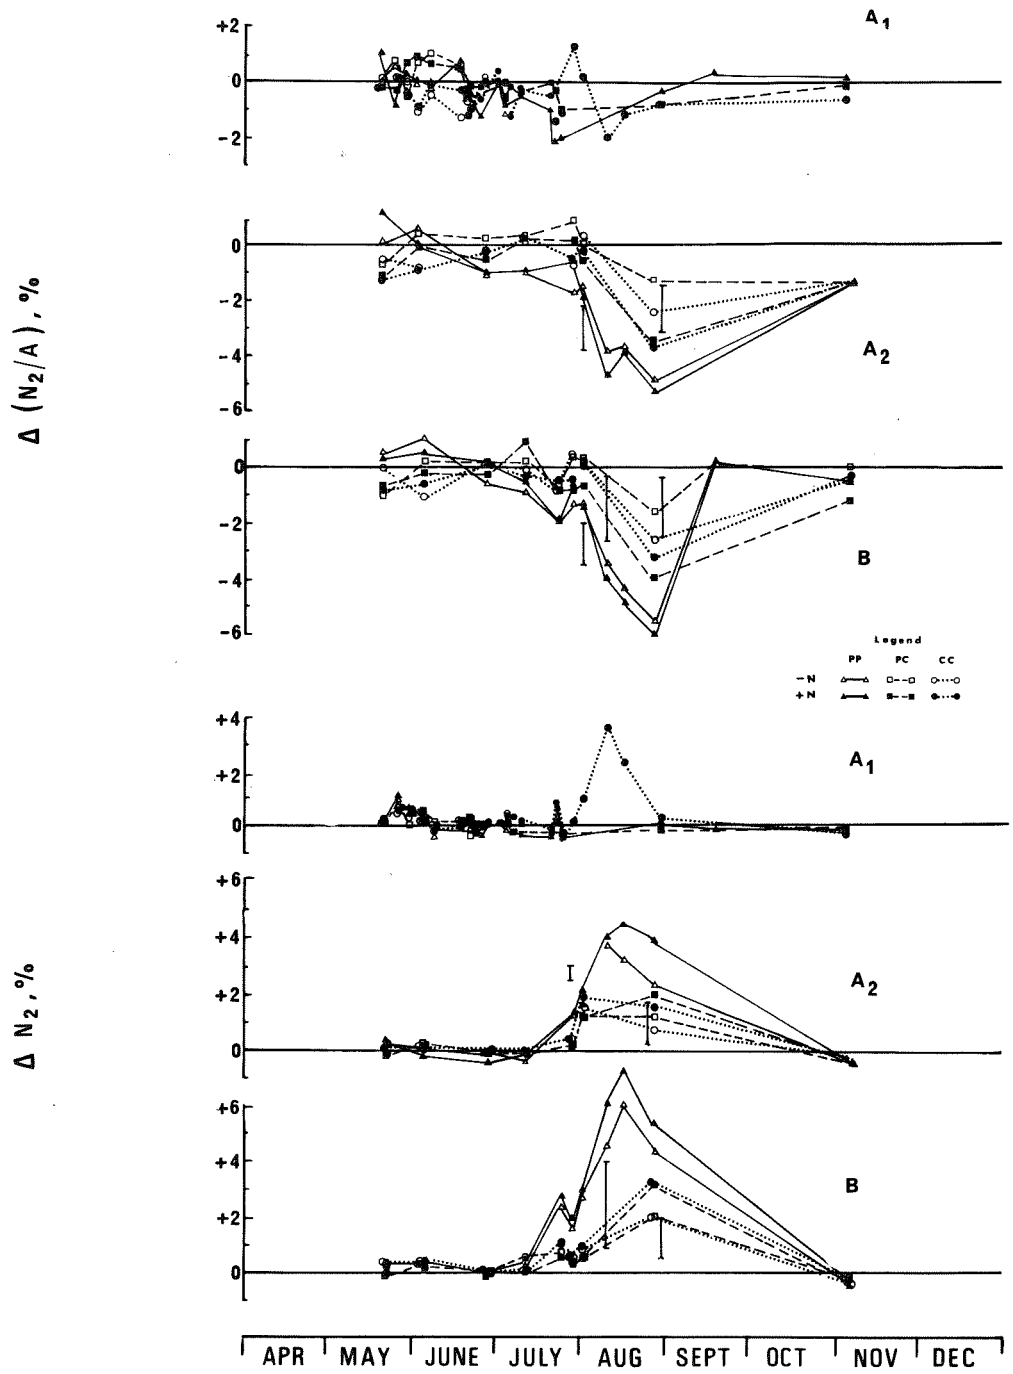 A1
+2
0
-2
0
-2
-4
-6
A2
Δ (N2/A), %
0
-2
-4
-6
B
Legend
PP PC CC
-N
+N
+4
+2
0
A1
+6
+4
+2
0
A2
Δ N2, %
+6
+4
+2
0
B
APR MAY JUNE JULY AUG SEPT OCT NOV DEC